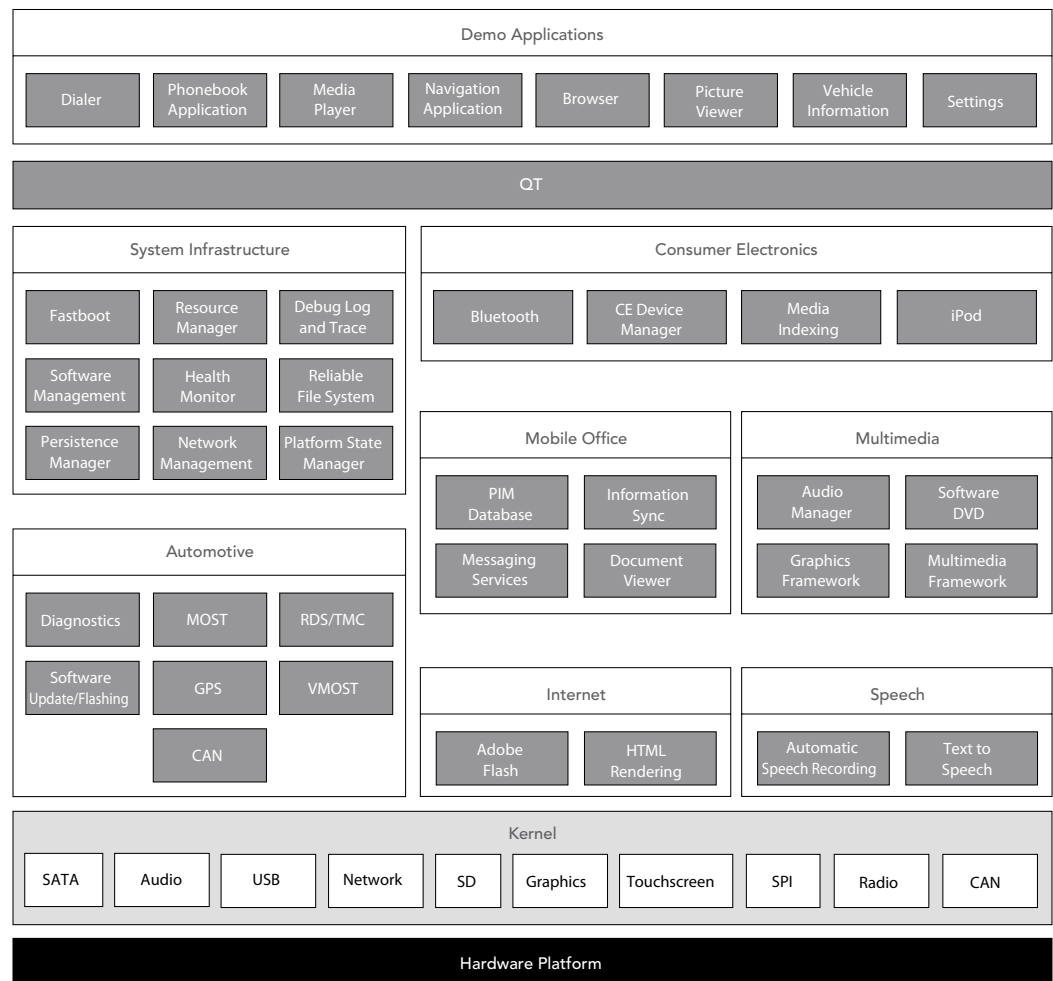 Demo Applications
Dialer
Phonebook
Application
Media
Player
Navigation
Application
Browser
Picture
Viewer
Vehicle
Information
Settings
QT
System Infrastructure
Fastboot
Resource
Manager
Debug Log
and Trace
Software
Management
Health
Monitor
Reliable
File System
Persistence
Manager
Network
Management
Platform State
Manager
Consumer Electronics
Bluetooth
CE Device
Manager
Media
Indexing
iPod
Mobile Office
PIM
Database
Information
Sync
Messaging
Services
Document
Viewer
Multimedia
Audio
Manager
Software
DVD
Graphics
Framework
Multimedia
Framework
Automotive
Diagnostics
MOST
RDS/TMC
Software
Update/Flashing
GPS
VMOST
CAN
Internet
Adobe
Flash
HTML
Rendering
Speech
Automatic
Speech Recording
Text to
Speech
Kernel
SATA
Audio
USB
Network
SD
Graphics
Touchscreen
SPI
Radio
CAN
Hardware Platform